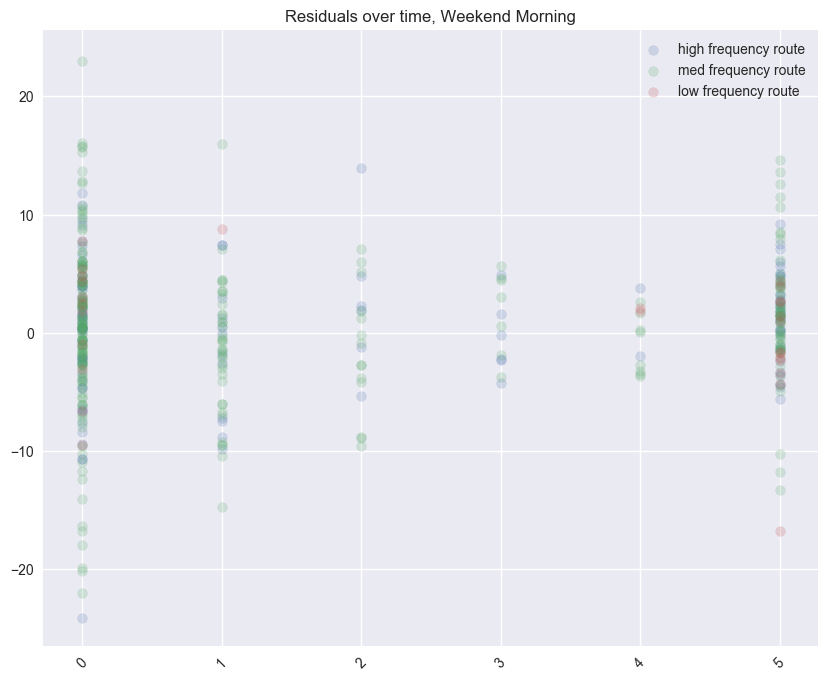 Residuals over time, Weekend Morning
high frequency route
med frequency route
low frequency route
20
10
0
−10
−20
0 1 2 3 4 5